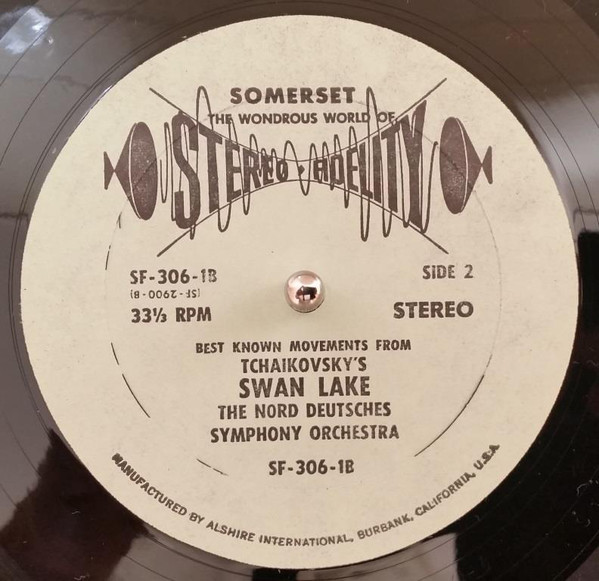 SOMERSET
THE WONDROUS WORLD OF
STEREO · FIDELITY
SF-306-1B
SIDE 2
(SF - 2900 - B)
33⅓ RPM
STEREO
BEST KNOWN MOVEMENTS FROM
TCHAIKOVSKY'S
SWAN LAKE
THE NORD DEUTSCHES
SYMPHONY ORCHESTRA
SF-306-1B
MANUFACTURED BY ALSHIRE INTERNATIONAL, BURBANK, CALIFORNIA, U.S.A.